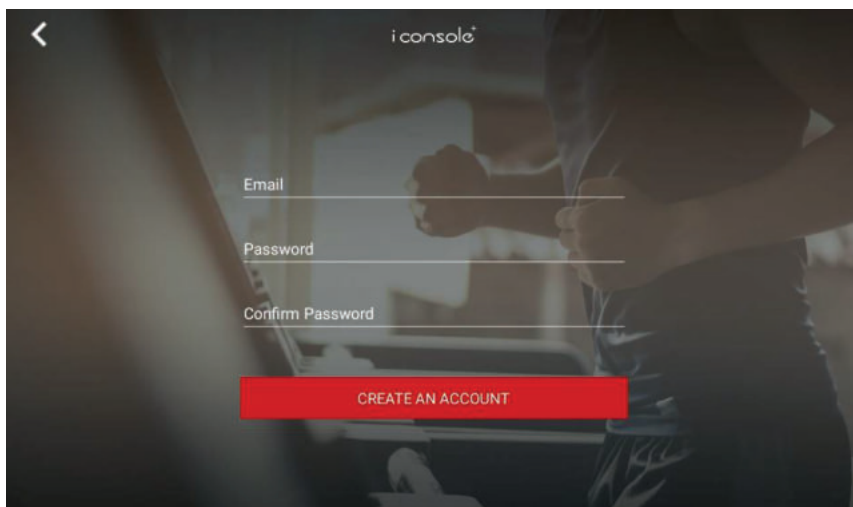 i console+
Email
Password
Confirm Password
CREATE AN ACCOUNT